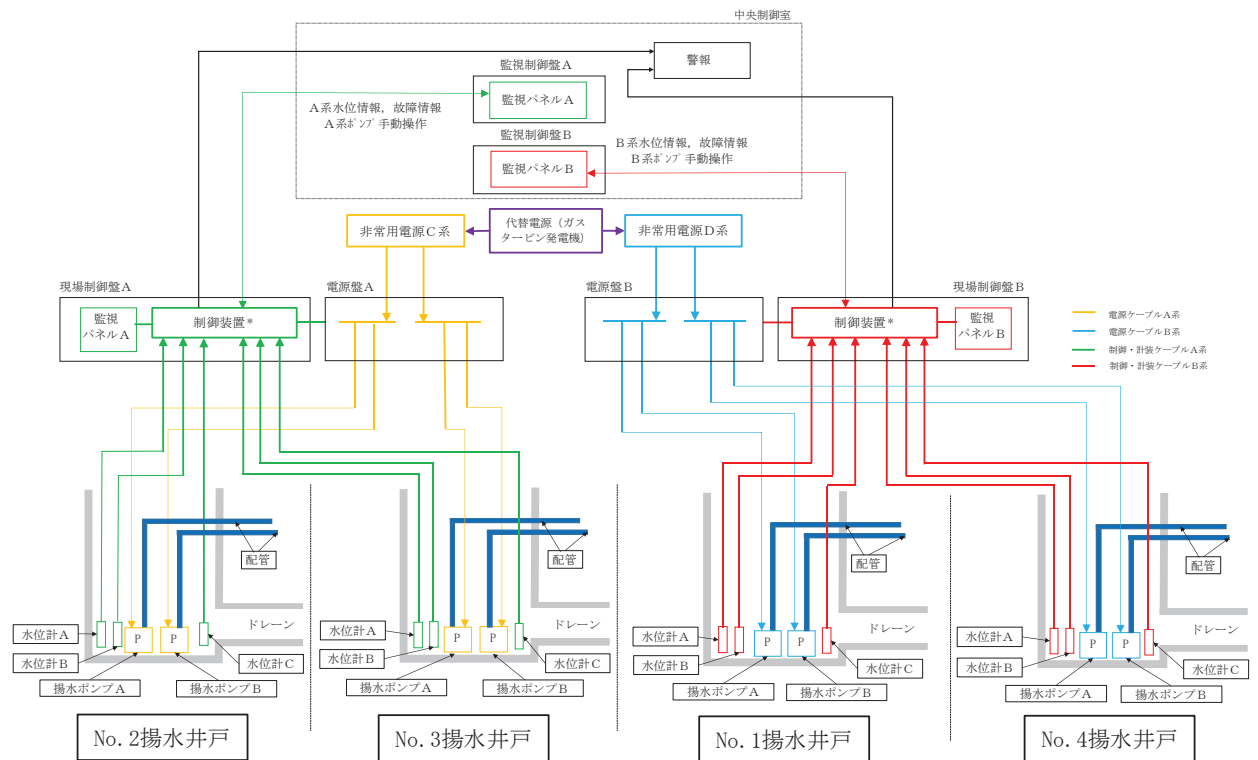 中央制御室
警報
監視制御盤A
監視パネルA
A系水位情報，故障情報
A系ポンプ手動操作
監視制御盤B
監視パネルB
B系水位情報，故障情報
B系ポンプ手動操作
非常用電源C系
代替電源（ガス
タービン発電機）
非常用電源D系
現場制御盤A
監視
パネルA
制御装置*
電源盤A
電源盤B
制御装置*
現場制御盤B
監視
パネルB
電源ケーブルA系
電源ケーブルB系
制御・計装ケーブルA系
制御・計装ケーブルB系
配管
ドレーン
P
P
水位計A
水位計B
水位計C
揚水ポンプA
揚水ポンプB
No.2揚水井戸
配管
ドレーン
P
P
水位計A
水位計B
水位計C
揚水ポンプA
揚水ポンプB
No.3揚水井戸
配管
ドレーン
P
P
水位計A
水位計B
水位計C
揚水ポンプA
揚水ポンプB
No.1揚水井戸
配管
ドレーン
P
P
水位計A
水位計B
水位計C
揚水ポンプA
揚水ポンプB
No.4揚水井戸